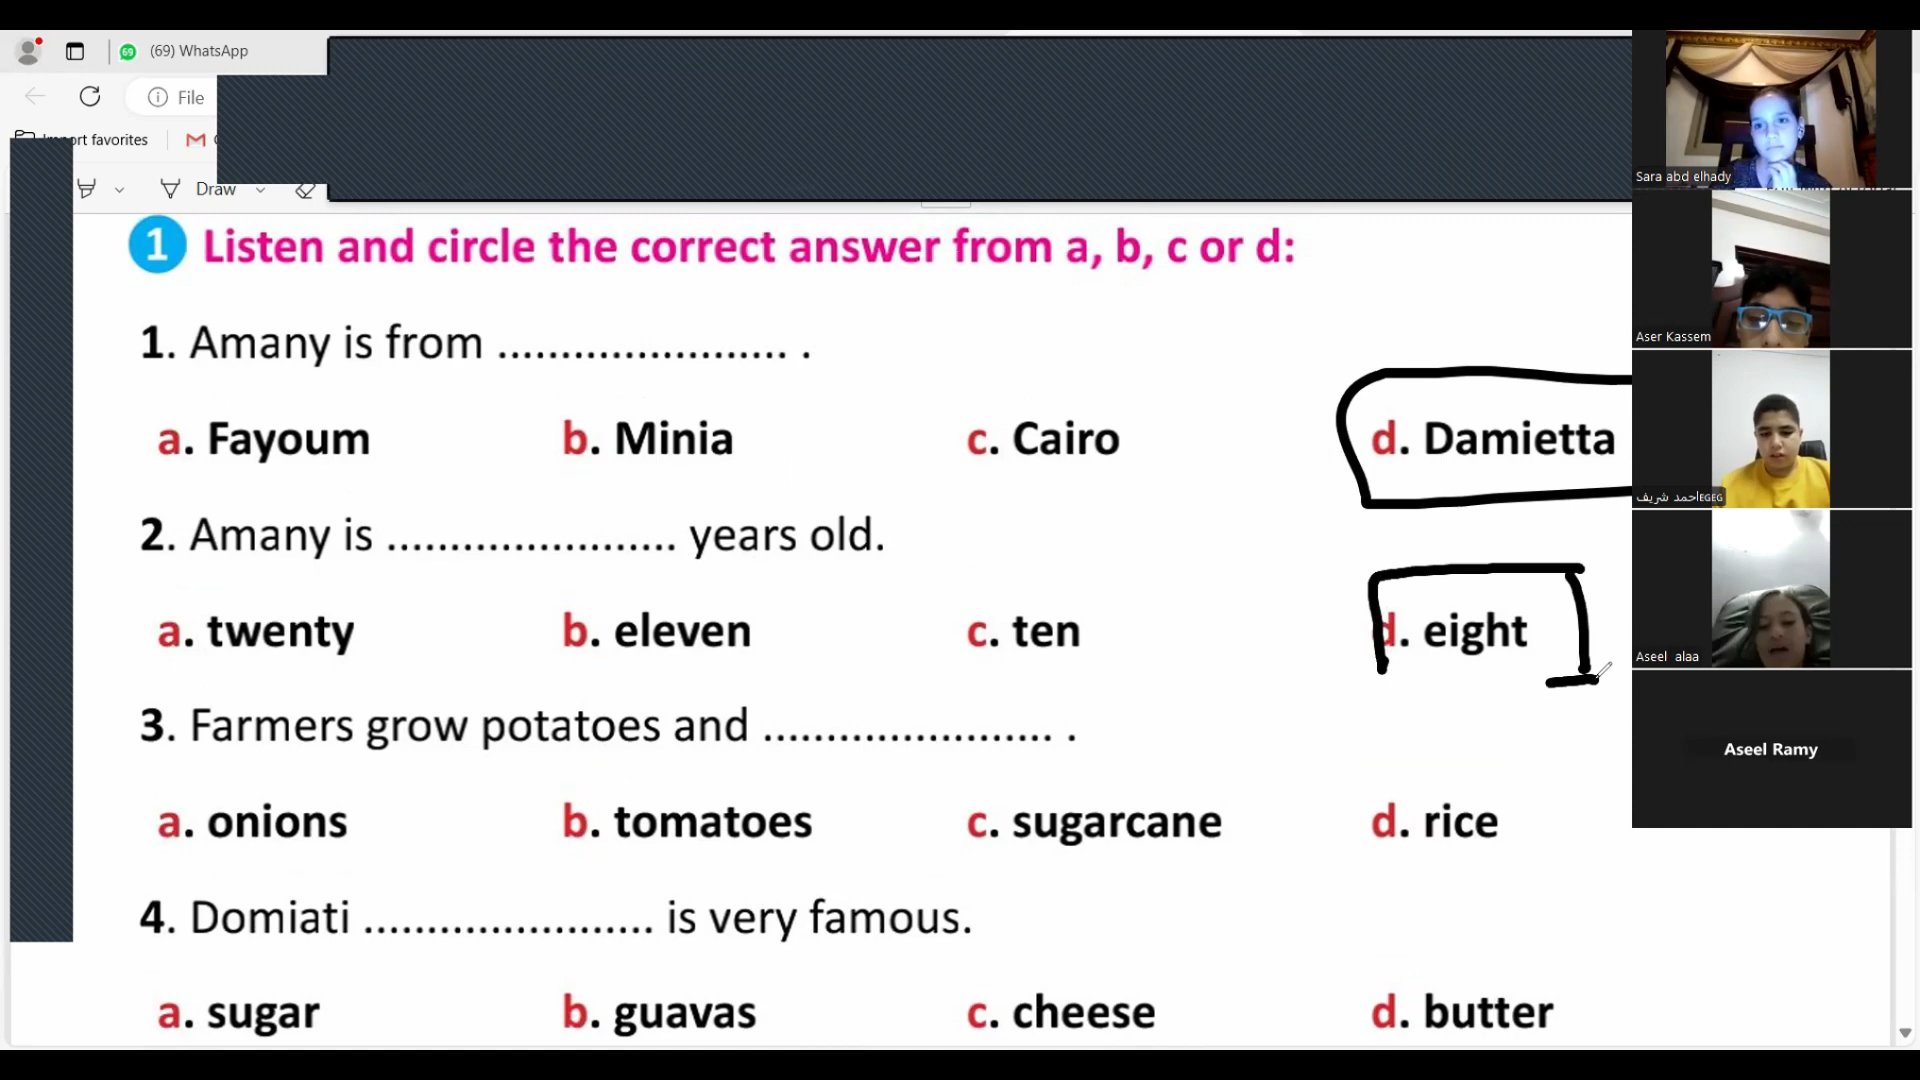 (69) WhatsApp
File
Import favorites
Draw
1 Listen and circle the correct answer from a, b, c or d:
1. Amany is from ....................... .
a. Fayoum b. Minia c. Cairo d. Damietta
2. Amany is ....................... years old.
a. twenty b. eleven c. ten d. eight
3. Farmers grow potatoes and ....................... .
a. onions b. tomatoes c. sugarcane d. rice
4. Domiati ....................... is very famous.
a. sugar b. guavas c. cheese d. butter
Sara abd elhady
Aser Kassem
احمد شريفEGEG
Aseel alaa
Aseel Ramy